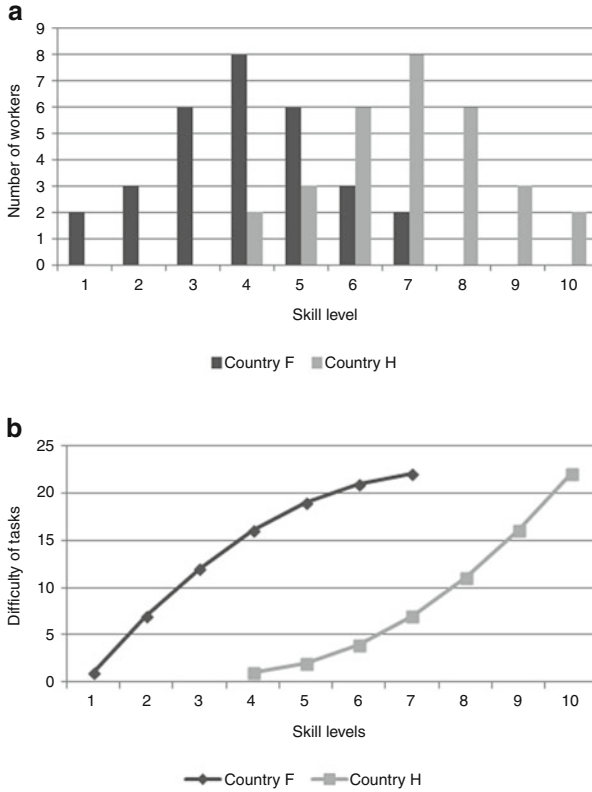 a
9
8
7
6
5
4
3
2
1
0
Number of workers
1 2 3 4 5 6 7 8 9 10
Skill level
Country F Country H
b
25
20
15
10
5
0
Difficulty of tasks
1 2 3 4 5 6 7 8 9 10
Skill levels
Country F Country H